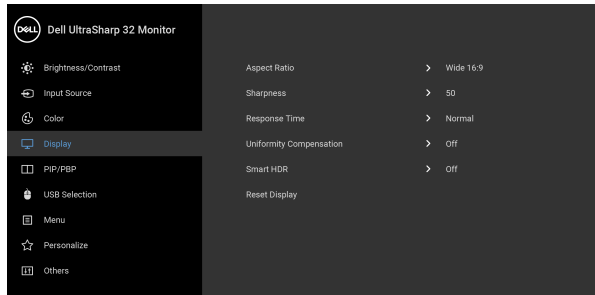 DELL Dell UltraSharp 32 Monitor
Brightness/Contrast
Input Source
Color
Display
PIP/PBP
USB Selection
Menu
Personalize
Others
Aspect Ratio > Wide 16:9
Sharpness > 50
Response Time > Normal
Uniformity Compensation > Off
Smart HDR > Off
Reset Display